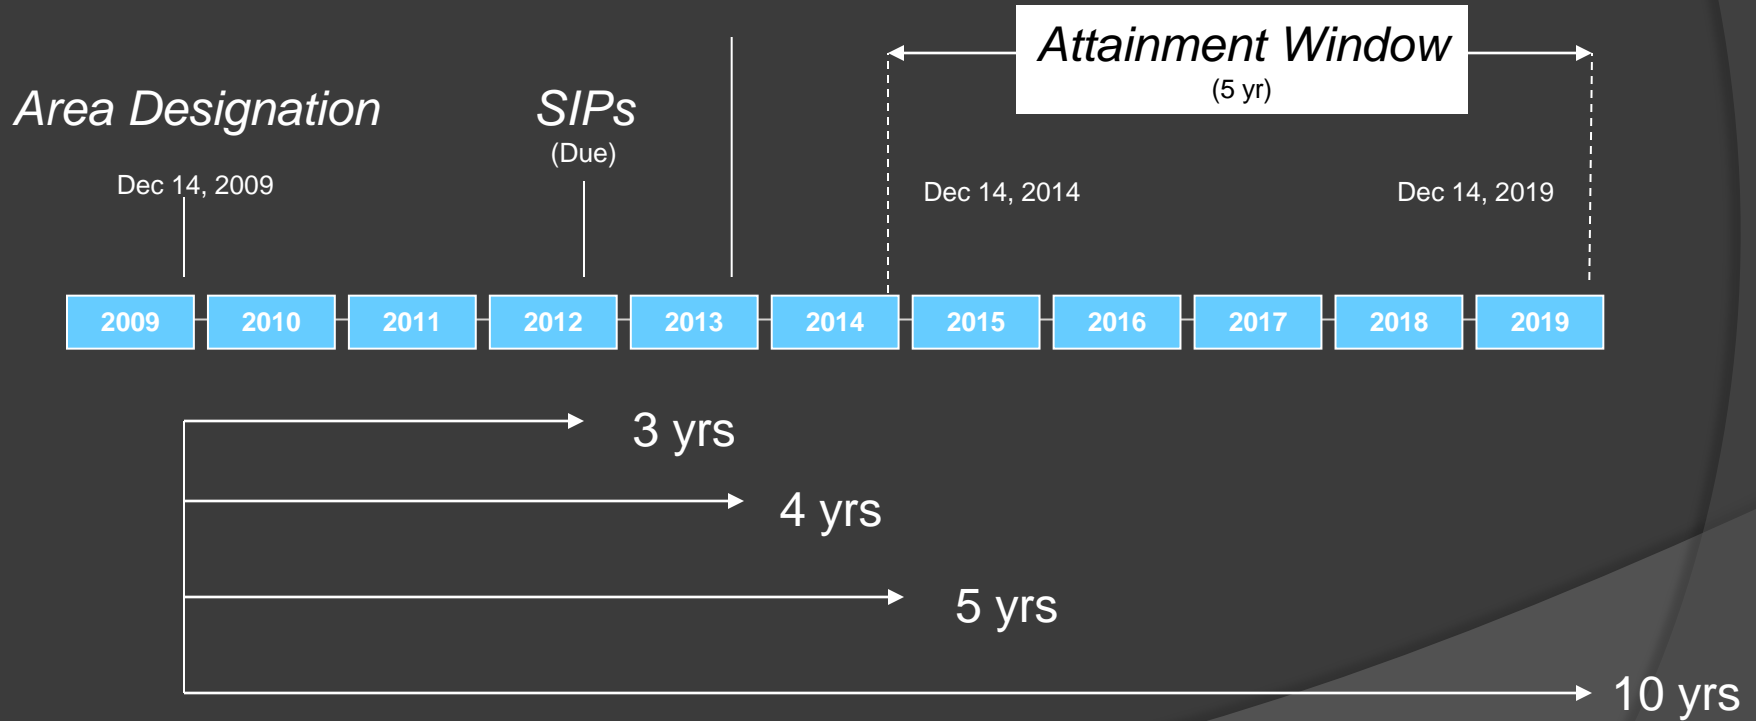 Attainment Window
(5 yr)
Area Designation
SIPs
(Due)
Dec 14, 2009
Dec 14, 2014
Dec 14, 2019
2009
2010
2011
2012
2013
2014
2015
2016
2017
2018
2019
3 yrs
4 yrs
5 yrs
10 yrs